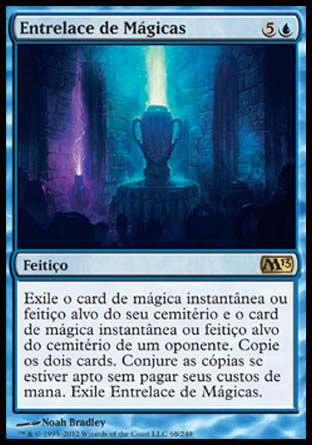 Entrelace de Mágicas 5
Feitiço M13
Exile o card de mágica instantânea ou
feitiço alvo do seu cemitério e o card
de mágica instantânea ou feitiço alvo
do cemitério de um oponente. Copie
os dois cards. Conjure as cópias se
estiver apto sem pagar seus custos de
mana. Exile Entrelace de Mágicas.
Noah Bradley
™ & © 1993-2012 Wizards of the Coast LLC 68/249